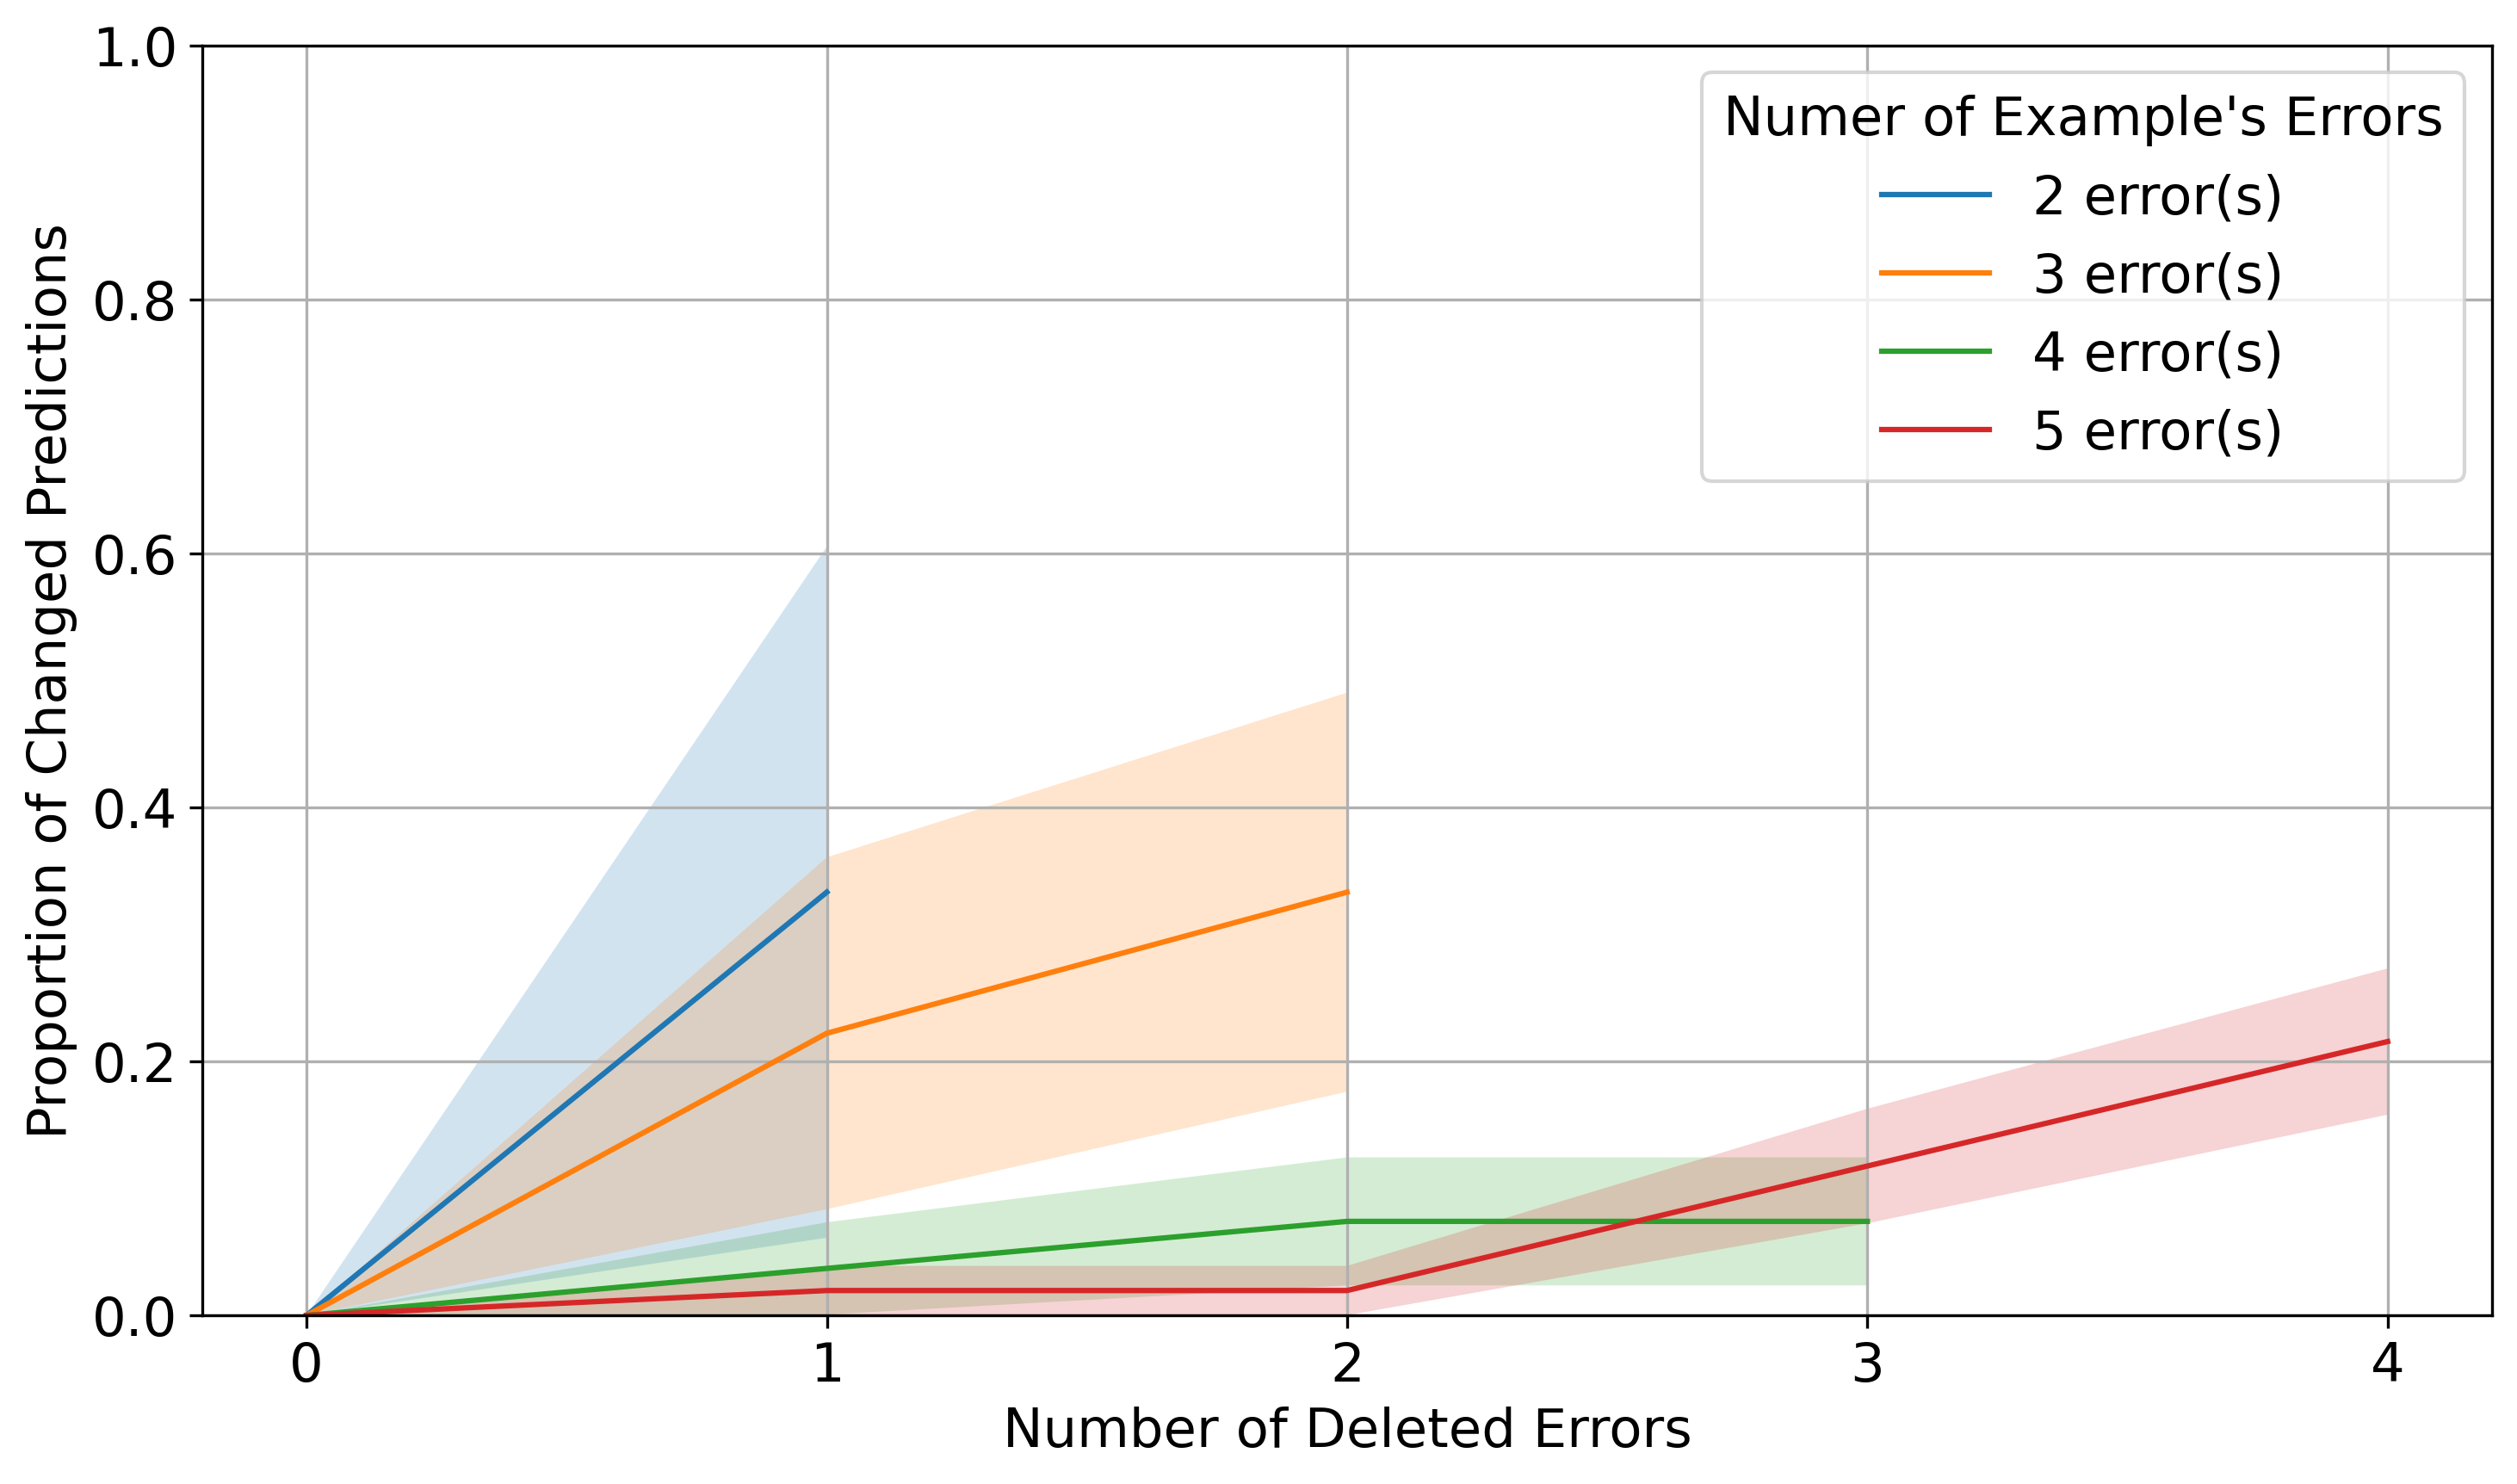 1.0
0.8
0.6
0.4
0.2
0.0
Proportion of Changed Predictions
Numer of Example's Errors
2 error(s)
3 error(s)
4 error(s)
5 error(s)
0 1 2 3 4
Number of Deleted Errors